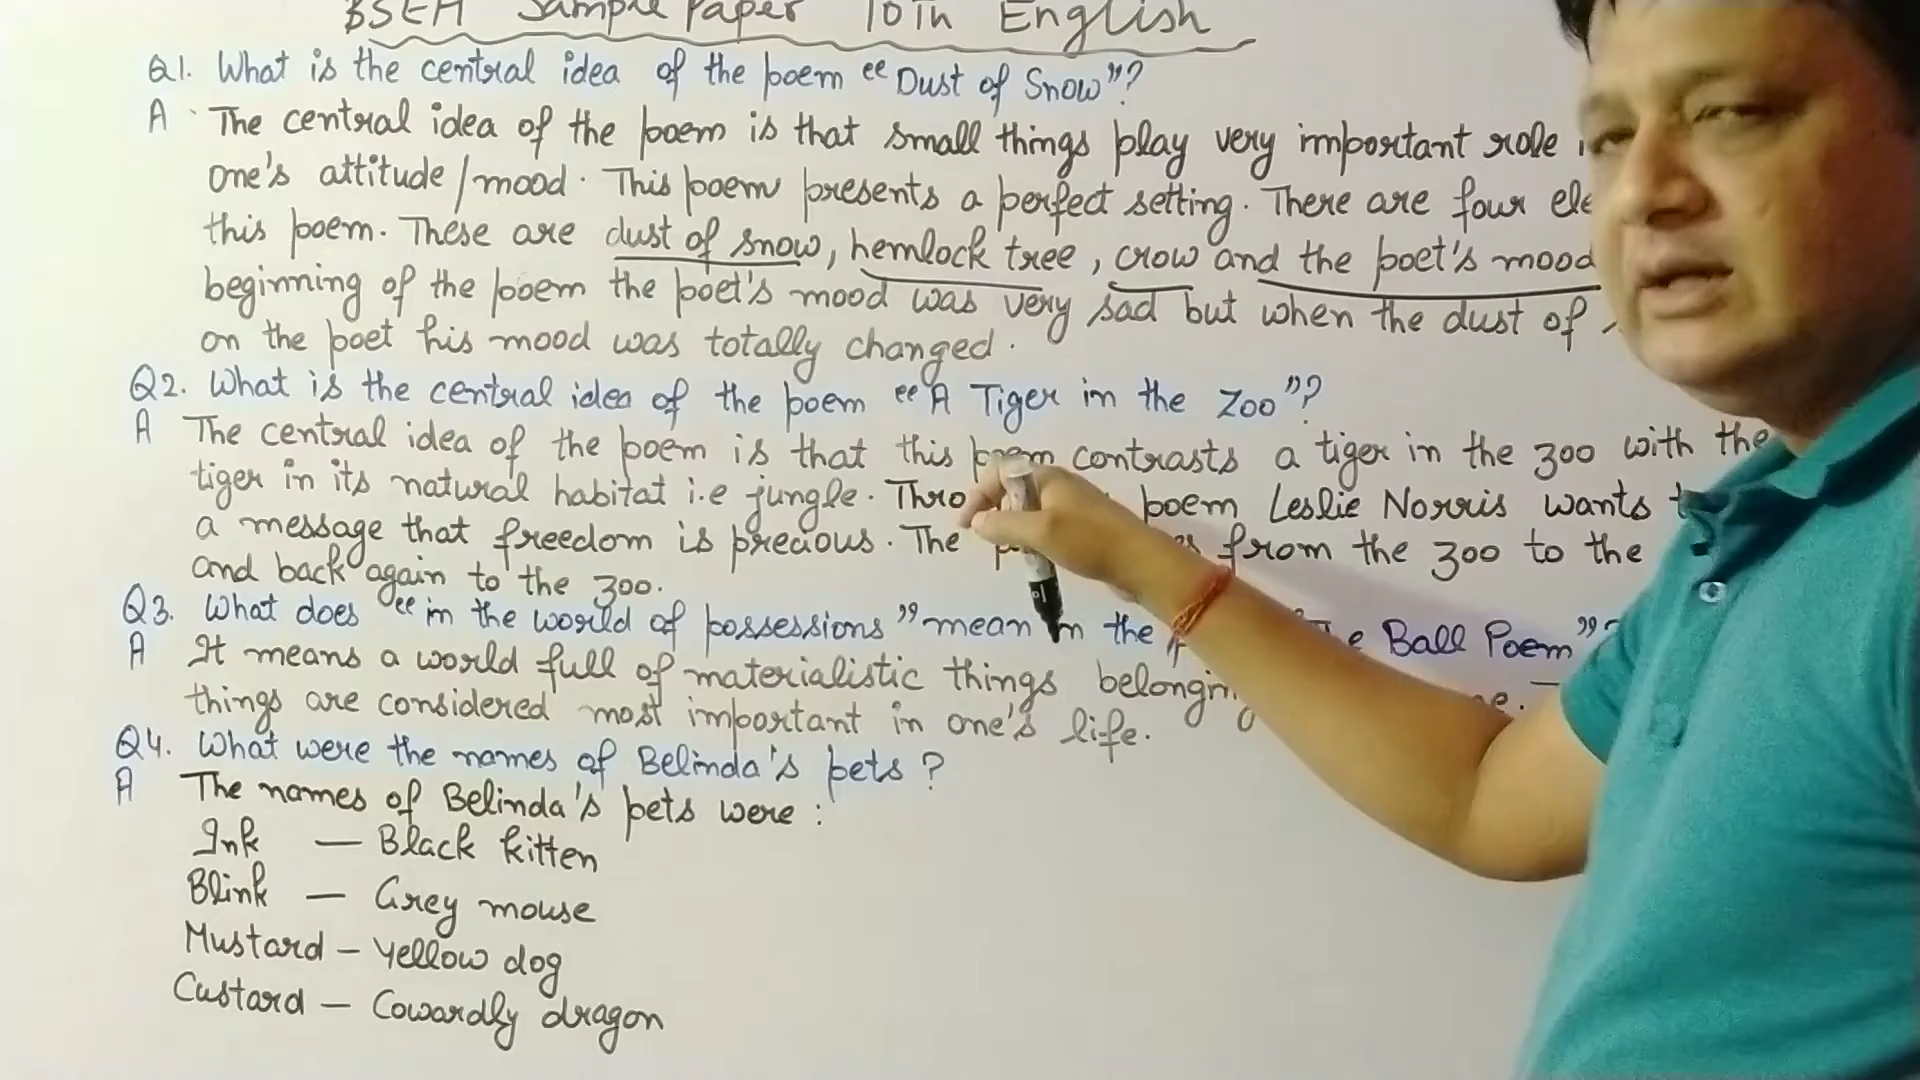 BSEH Sample Paper 10Th English
Q1. What is the central idea of the poem "Dust of Snow"?
A The central idea of the poem is that small things play very important role
one's attitude/mood. This poem presents a perfect setting. There are four
this poem. These are dust of snow, hemlock tree, crow and the poet's mood
beginning of the poem the poet's mood was very sad but when the dust of
on the poet his mood was totally changed.
Q2. What is the central idea of the poem "A Tiger in the Zoo"?
A The central idea of the poem is that this poem contrasts a tiger in the zoo with the
tiger in its natural habitat i.e jungle. poem Leslie Norris wants
a message that freedom is precious. The from the zoo to the
and back again to the zoo.
Q3. What does "in the world of possessions" mean in the Ball Poem"
A It means a world full of materialistic things
things are considered most important in one's life.
Q4. What were the names of Belinda's pets?
A The names of Belinda's pets were:
Ink — Black kitten
Blink — Grey mouse
Mustard — Yellow dog
Custard — Cowardly dragon